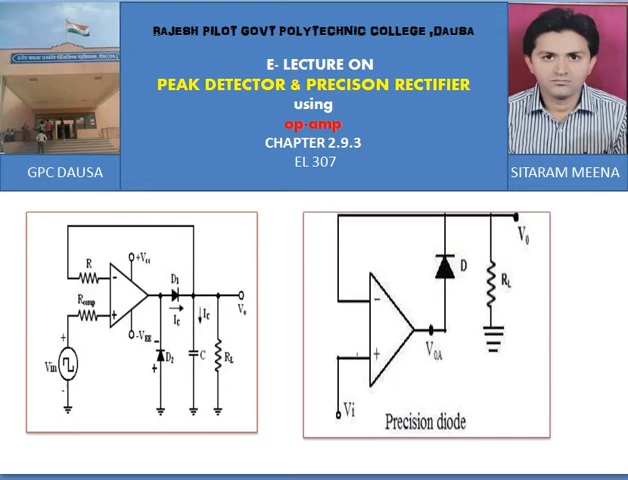 RAJESH PILOT GOVT POLYTECHNIC COLLEGE ,DAUSA
E- LECTURE ON
PEAK DETECTOR & PRECISON RECTIFIER
using
op-amp
CHAPTER 2.9.3
EL 307
GPC DAUSA
SITARAM MEENA
R
+Vcc
D1
Rcomp
Ic
Ic
Vo
-VEE
Vin
D2
C
RL
V0
D
RL
V0A
Vi
Precision diode